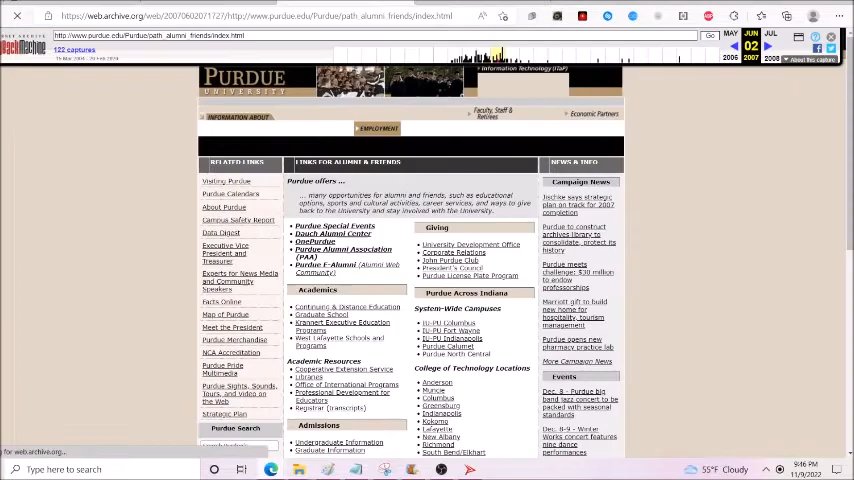 https://web.archive.org/web/20070602071727/http://www.purdue.edu/Purdue/path_alumni_friends/index.html
http://www.purdue.edu/Purdue/path_alumni_friends/index.html
Go
MAY
JUN
JUL
122 captures
02
2006
2007
2008
About this capture
PURDUE
UNIVERSITY
Information Technology (ITaP)
INFORMATION ABOUT
Faculty, Staff &
Retirees
Economic Partners
EMPLOYMENT
RELATED LINKS
Visiting Purdue
Purdue Calendars
About Purdue
Campus Safety Report
Data Digest
Executive Vice
President and
Treasurer
Experts for News Media
and Community
Speakers
Facts Online
Map of Purdue
Meet the President
Purdue Merchandise
NCA Accreditation
Purdue Pride
Multimedia
Purdue Sights, Sounds,
Tours, and Video on
the Web
Strategic Plan
Purdue Search
LINKS FOR ALUMNI & FRIENDS
Purdue offers ...
... many opportunities for alumni and friends, such as educational
options, sports and cultural activities, career services, and ways to give
back to the University and stay involved with the University.
Purdue Special Events
Dauch Alumni Center
OnePurdue
Purdue Alumni Association
(PAA)
Purdue E-Alumni (Alumni Web
Community)
Academics
Continuing & Distance Education
Graduate School
Krannert Executive Education
Programs
West Lafayette Schools and
Programs
Academic Resources
Cooperative Extension Service
Libraries
Office of International Programs
Professional Development for
Educators
Registrar (transcripts)
Admissions
Undergraduate Information
Graduate Information
Giving
University Development Office
Corporate Relations
John Purdue Club
President's Council
Purdue License Plate Program
Purdue Across Indiana
System-Wide Campuses
IU-PU Columbus
IU-PU Fort Wayne
IU-PU Indianapolis
Purdue Calumet
Purdue North Central
College of Technology Locations
Anderson
Muncie
Columbus
Greensburg
Indianapolis
Kokomo
Lafayette
New Albany
Richmond
South Bend/Elkhart
NEWS & INFO
Campaign News
Jischke says strategic
plan on track for 2007
completion
Purdue to construct
archives library to
consolidate, protect its
history
Purdue meets
challenge: $30 million
to endow
professorships
Marriott gift to build
new home for
hospitality, tourism
management
Purdue opens new
pharmacy practice lab
More Campaign News
Events
Dec. 8 - Purdue big
band jazz concert to be
packed with seasonal
standards
Dec. 8-9 - Winter
Works concert features
nine dance
performances
Type here to search
55°F Cloudy
9:46 PM
11/9/2022